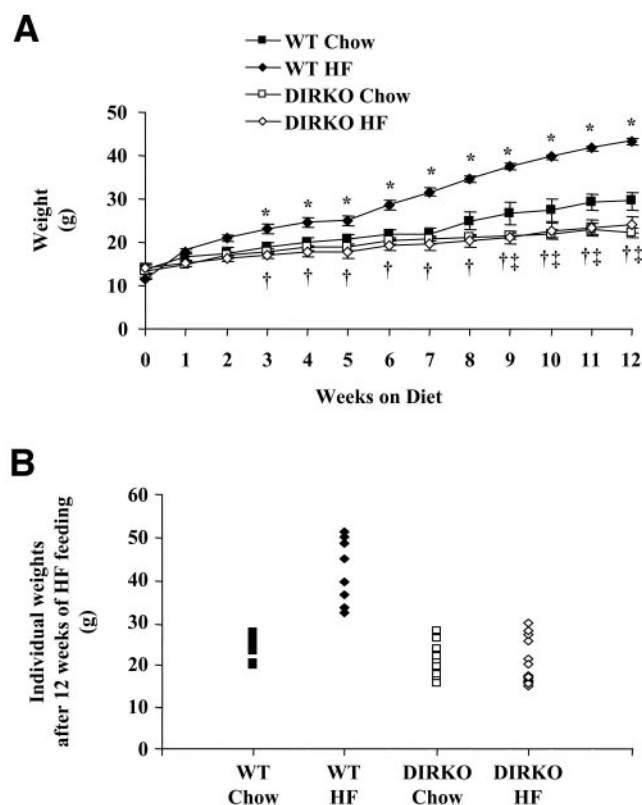 A
WT Chow
WT HF
DIRKO Chow
DIRKO HF
50
40
30
20
10
0
Weight
(g)
* * * * * * * * * *
† † † † † † †‡ †‡ †‡ †‡
0 1 2 3 4 5 6 7 8 9 10 11 12
Weeks on Diet
B
60
50
40
30
20
10
0
Individual weights
after 12 weeks of HF feeding
(g)
WT WT DIRKO DIRKO
Chow HF Chow HF